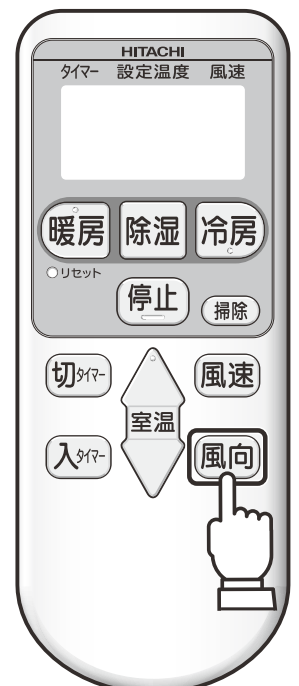 HITACHI
タイマー 設定温度 風速
暖房 除湿 冷房
リセット
停止
掃除
切タイマー
風速
室温
入タイマー
風向